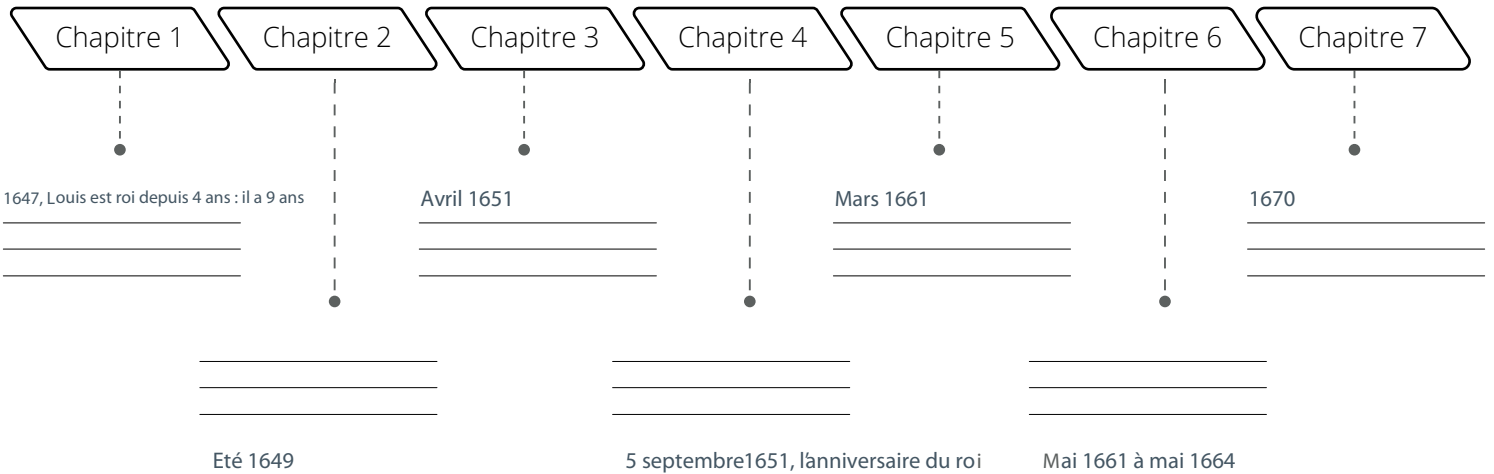 Chapitre 1
Chapitre 2
Chapitre 3
Chapitre 4
Chapitre 5
Chapitre 6
Chapitre 7
1647, Louis est roi depuis 4 ans : il a 9 ans
Avril 1651
Mars 1661
1670
Eté 1649
5 septembre1651, l'anniversaire du roi
Mai 1661 à mai 1664